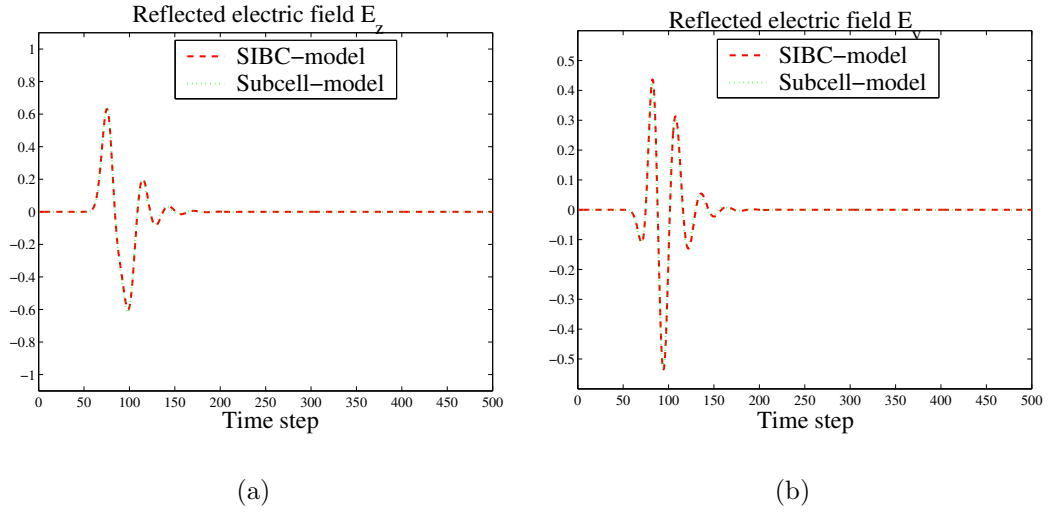 Reflected electric field E_z
SIBC−model
Subcell−model
1
0.8
0.6
0.4
0.2
0
−0.2
−0.4
−0.6
−0.8
−1
0 50 100 150 200 250 300 350 400 450 500
Time step
(a)
Reflected electric field E_y
SIBC−model
Subcell−model
0.5
0.4
0.3
0.2
0.1
0
−0.1
−0.2
−0.3
−0.4
−0.5
0 50 100 150 200 250 300 350 400 450 500
Time step
(b)